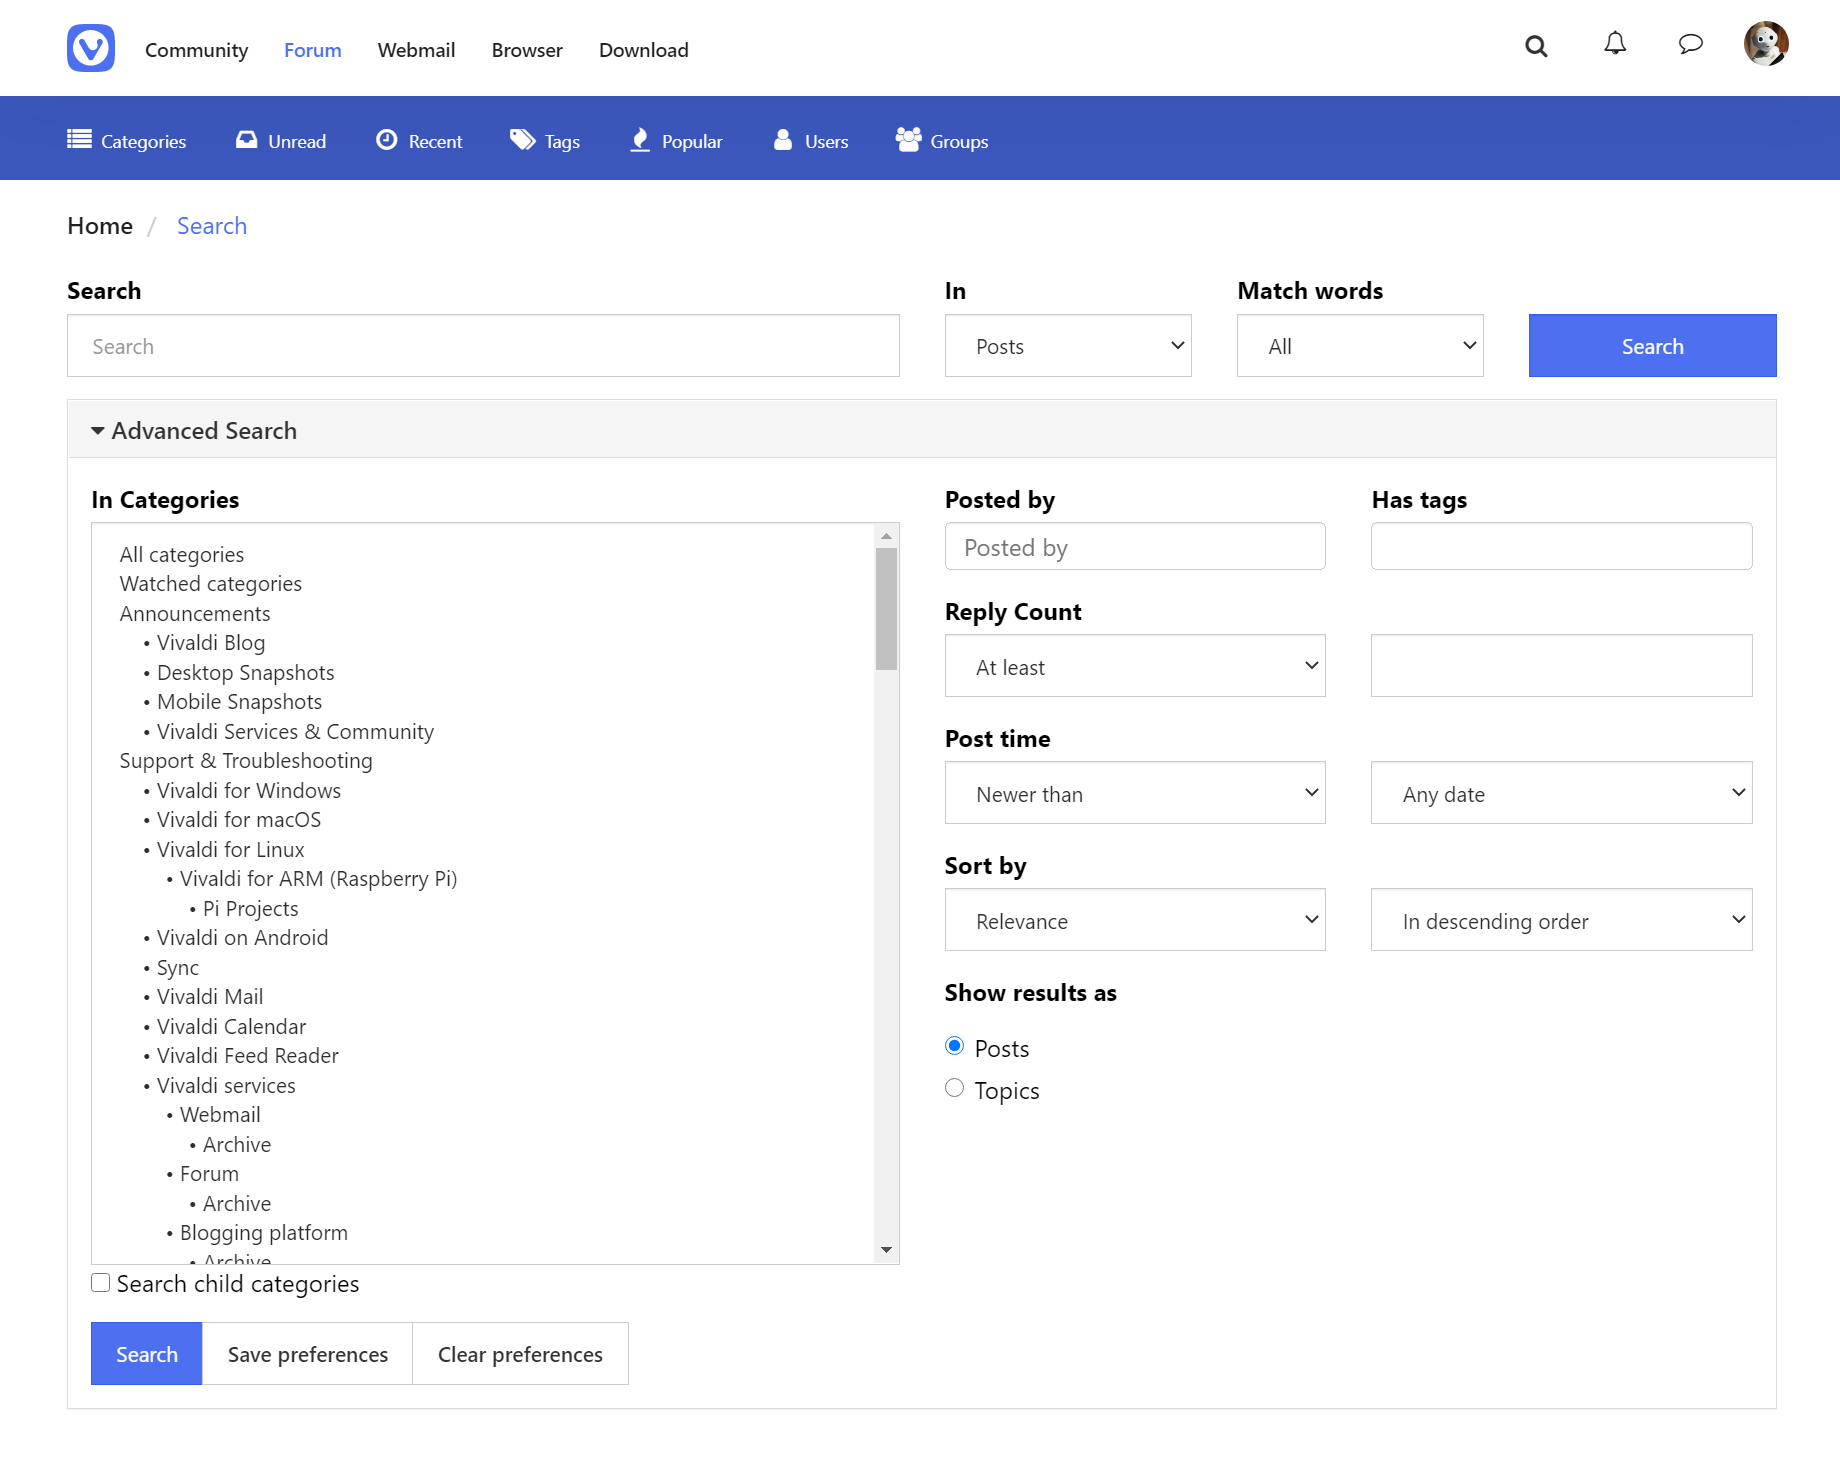 Community Forum Webmail Browser Download
Categories Unread Recent Tags Popular Users Groups
Home / Search
Search In Match words
Search Posts All Search
Advanced Search
In Categories
All categories
Watched categories
Announcements
• Vivaldi Blog
• Desktop Snapshots
• Mobile Snapshots
• Vivaldi Services & Community
Support & Troubleshooting
• Vivaldi for Windows
• Vivaldi for macOS
• Vivaldi for Linux
• Vivaldi for ARM (Raspberry Pi)
• Pi Projects
• Vivaldi on Android
• Sync
• Vivaldi Mail
• Vivaldi Calendar
• Vivaldi Feed Reader
• Vivaldi services
• Webmail
• Archive
• Forum
• Archive
• Blogging platform
• Archive
Search child categories
Search Save preferences Clear preferences
Posted by Has tags
Posted by
Reply Count
At least
Post time
Newer than Any date
Sort by
Relevance In descending order
Show results as
Posts
Topics